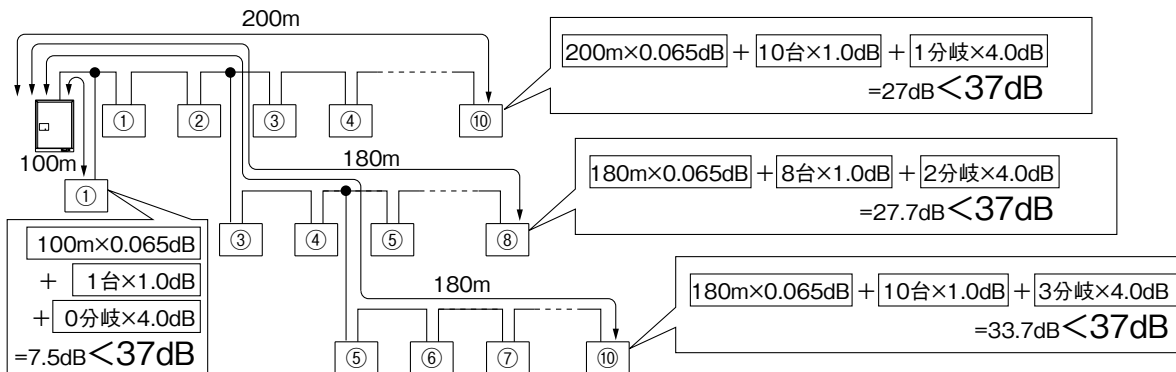 200m
200m×0.065dB + 10台×1.0dB + 1分岐×4.0dB
=27dB<37dB
① ② ③ ④ ⑩
100m
①
180m
180m×0.065dB + 8台×1.0dB + 2分岐×4.0dB
=27.7dB<37dB
③ ④ ⑤ ⑧
100m×0.065dB
+ 1台×1.0dB
+ 0分岐×4.0dB
=7.5dB<37dB
180m
180m×0.065dB + 10台×1.0dB + 3分岐×4.0dB
=33.7dB<37dB
⑤ ⑥ ⑦ ⑩